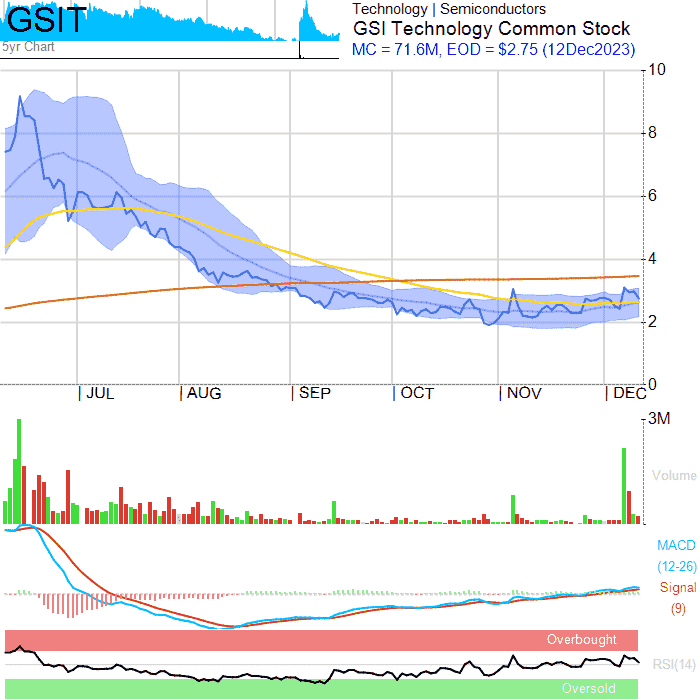 GSIT
5yr Chart
Technology | Semiconductors
GSI Technology Common Stock
MC = 71.6M, EOD = $2.75 (12Dec2023)
10
8
6
4
2
0
| JUL | AUG | SEP | OCT | NOV | DEC
3M
Volume
MACD
(12-26)
Signal
(9)
Overbought
RSI(14)
Oversold